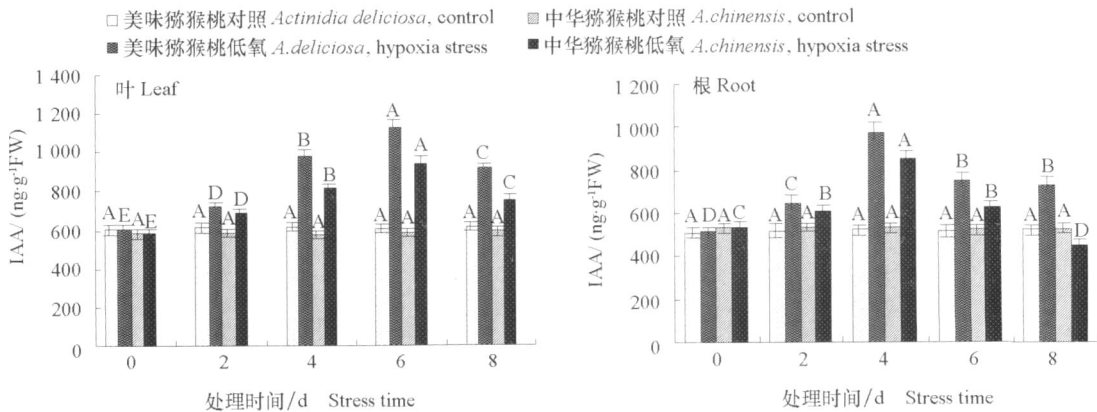 美味猕猴桃对照 Actinidia deliciosa, control 中华猕猴桃对照 A.chinensis, control
美味猕猴桃低氧 A.deliciosa, hypoxia stress 中华猕猴桃低氧 A.chinensis, hypoxia stress
叶 Leaf
IAA/ (ng·g⁻¹FW)
1 400
1 200
1 000
800
600
400
200
0
A E A E
A D A D
A B A B
A A A A
A C A C
0 2 4 6 8
处理时间/d Stress time
根 Root
IAA/ (ng·g⁻¹FW)
1 200
1 000
800
600
400
200
0
A D A C
A C A B
A A A A
A B A B
A B A D
0 2 4 6 8
处理时间/d Stress time